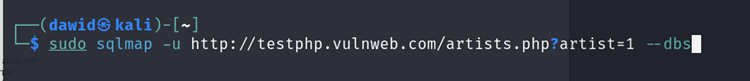 ┌──(dawid㉿kali)-[~]
└─$ sudo sqlmap -u http://testphp.vulnweb.com/artists.php?artist=1 --dbs